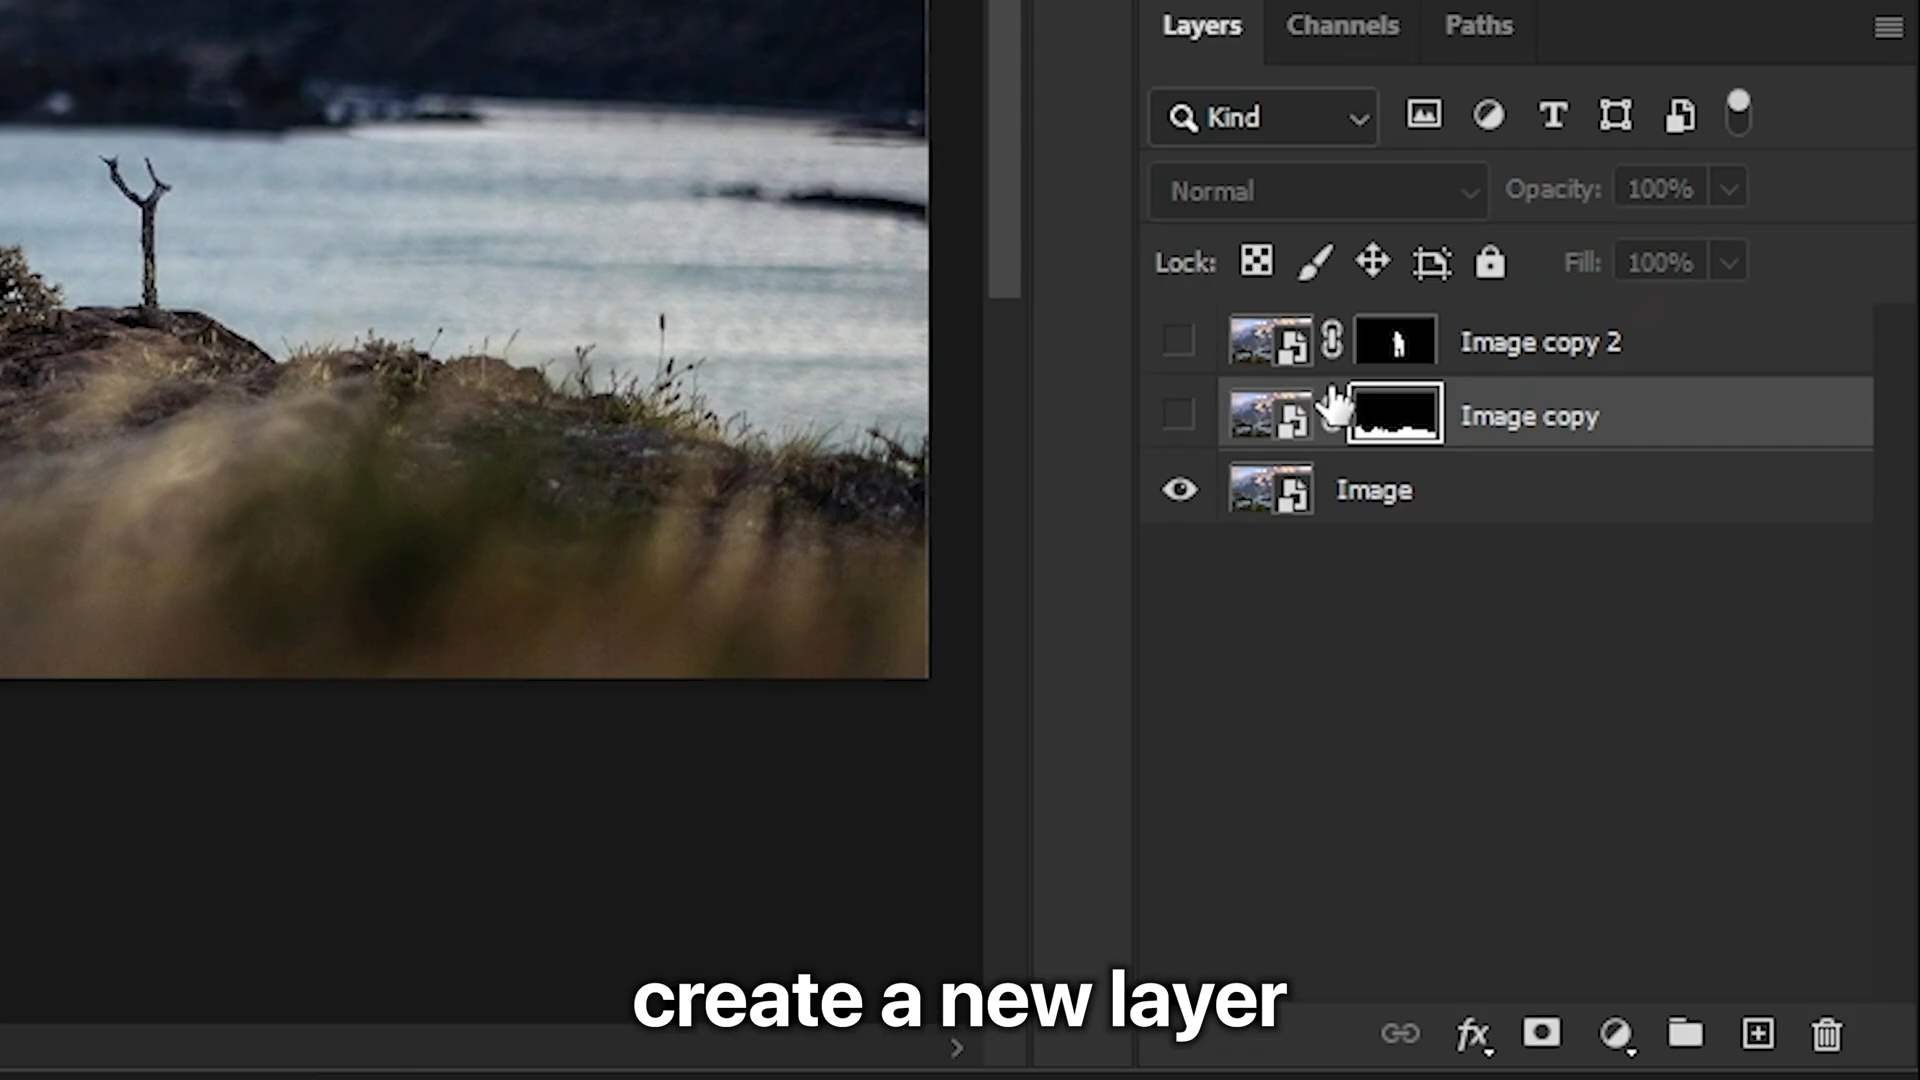 Layers Channels Paths
Kind
Normal Opacity: 100%
Lock: Fill: 100%
Image copy 2
Image copy
Image
create a new layer
fx